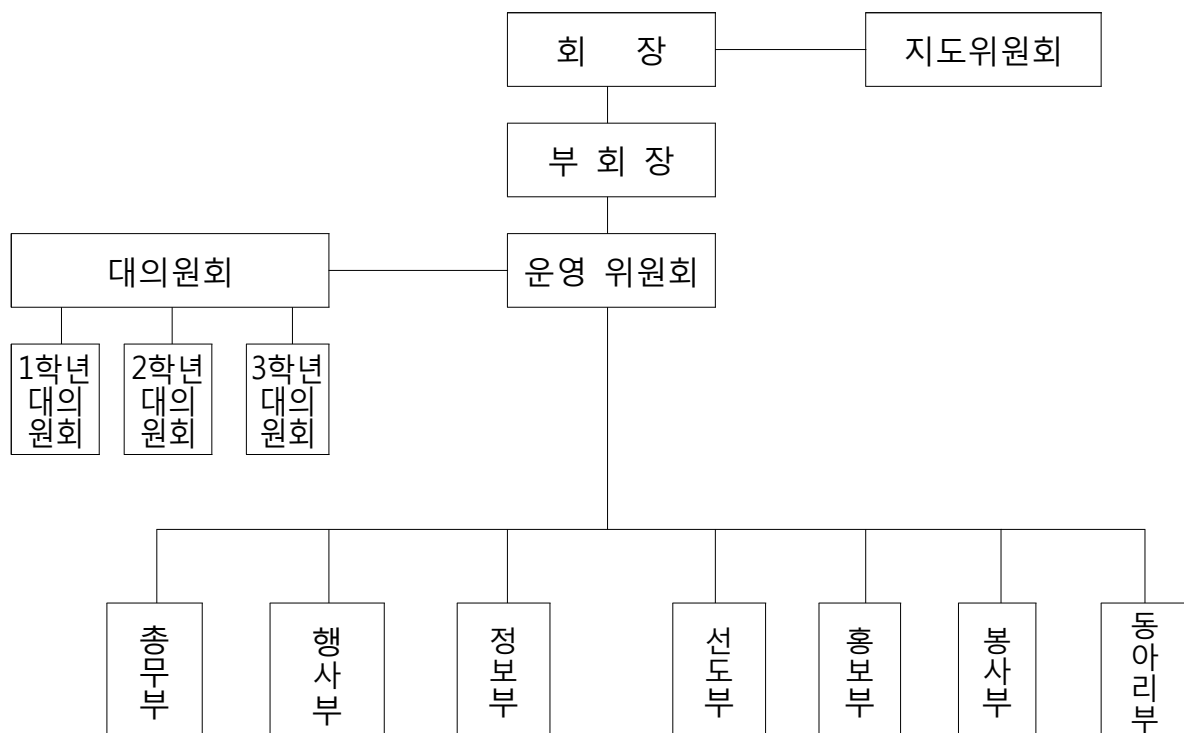 회 장
지도위원회
부 회 장
대의원회
운영 위원회
1학년
대의
원회
2학년
대의
원회
3학년
대의
원회
총무부
행사부
정보부
선도부
홍보부
봉사부
동아리부